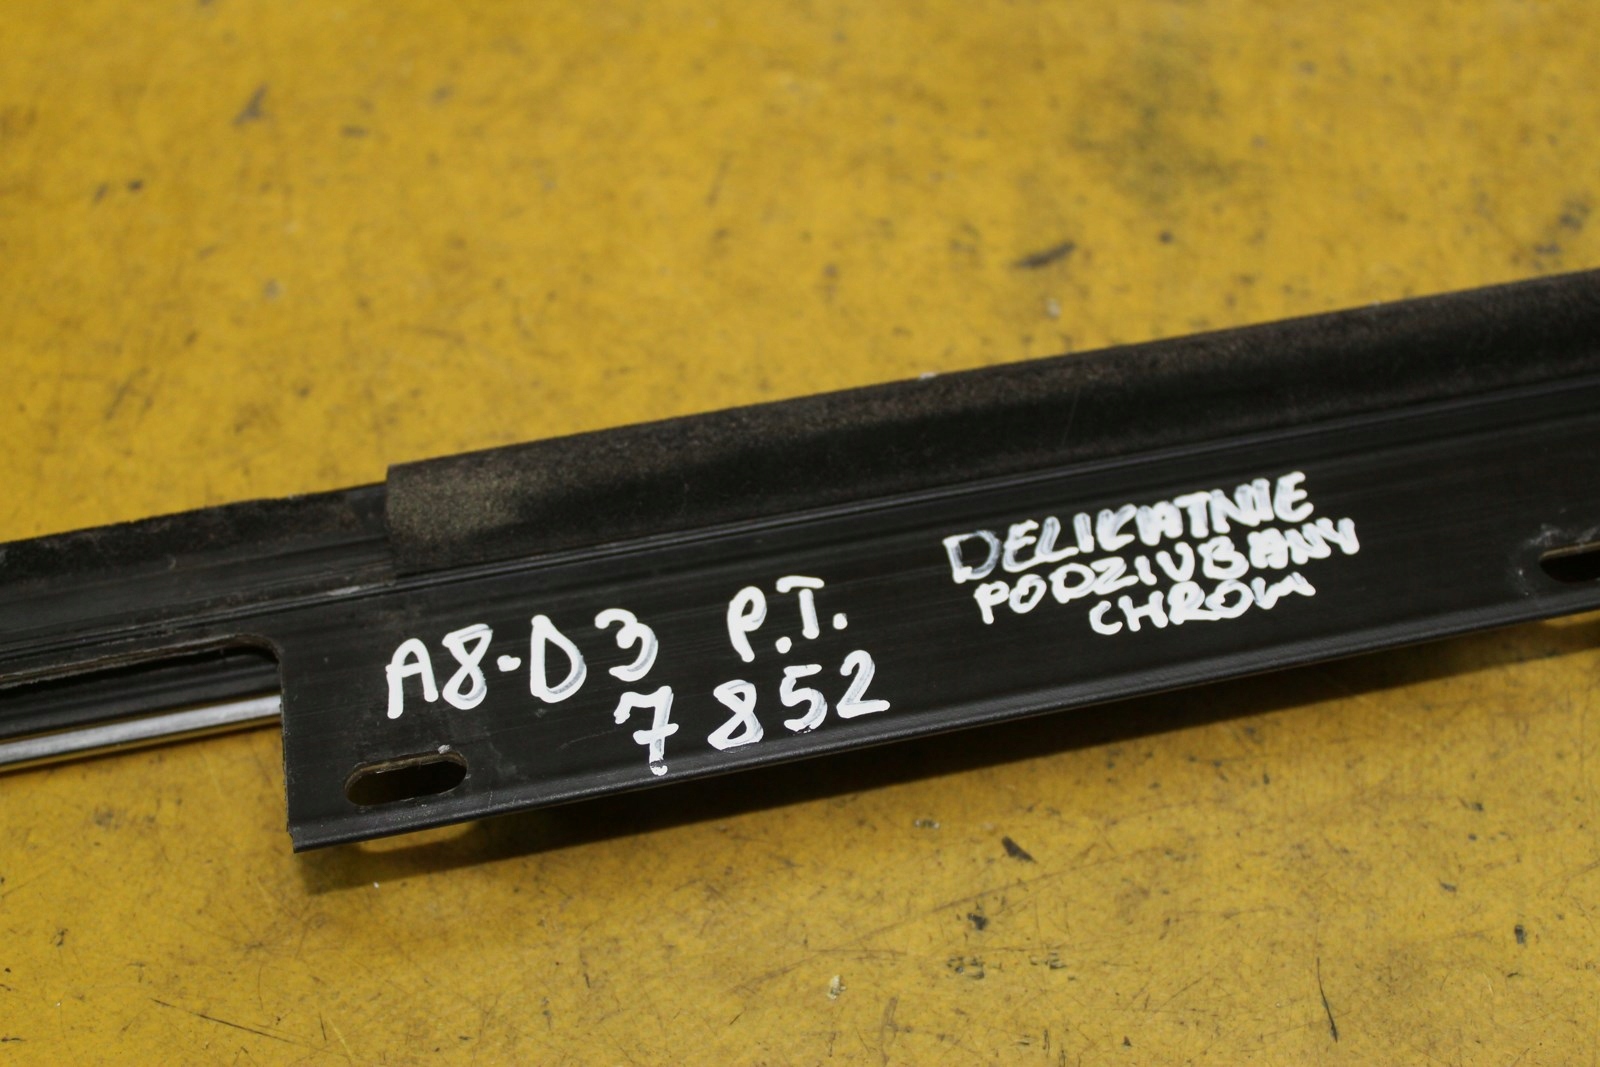 A8-D3 P.T.
7852
DELIKATNIE
PODZIUBANY
CHROM